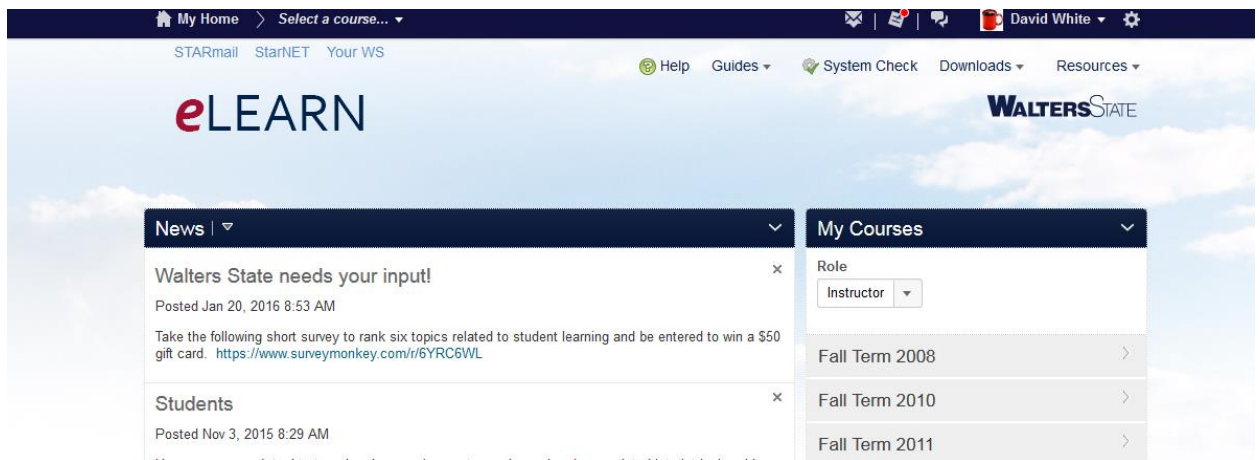 My Home > Select a course...
David White
STARmail StarNET Your WS
Help Guides System Check Downloads Resources
eLEARN
WALTERSSTATE
News
My Courses
Walters State needs your input!
Posted Jan 20, 2016 8:53 AM
Take the following short survey to rank six topics related to student learning and be entered to win a $50
gift card. https://www.surveymonkey.com/r/6YRC6WL
Role
Instructor
Fall Term 2008
Students
Fall Term 2010
Posted Nov 3, 2015 8:29 AM
Fall Term 2011